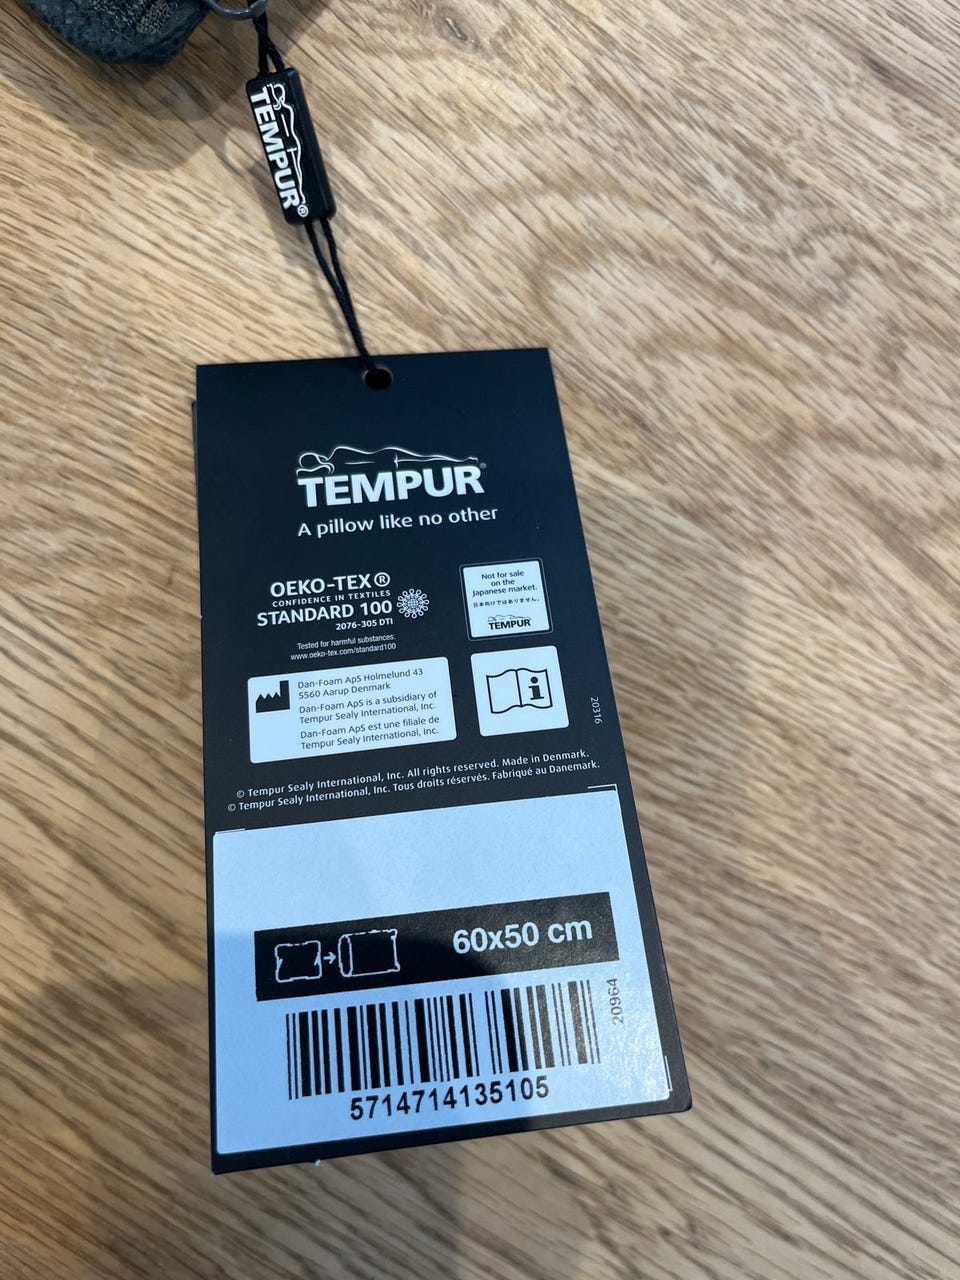 TEMPUR®
TEMPUR®
A pillow like no other
OEKO-TEX®
CONFIDENCE IN TEXTILES
STANDARD 100
2076-305 DTI
Tested for harmful substances.
www.oeko-tex.com/standard100
Not for sale
on the
Japanese market.
日本向けではありません。
TEMPUR
Dan-Foam ApS Holmelund 43
5560 Aarup Denmark
Dan-Foam ApS is a subsidiary of
Tempur Sealy International, Inc.
Dan-Foam ApS est une filiale de
Tempur Sealy International, Inc.
i
20316
© Tempur Sealy International, Inc. All rights reserved. Made in Denmark.
© Tempur Sealy International, Inc. Tous droits réservés. Fabriqué au Danemark.
60x50 cm
20964
5714714135105